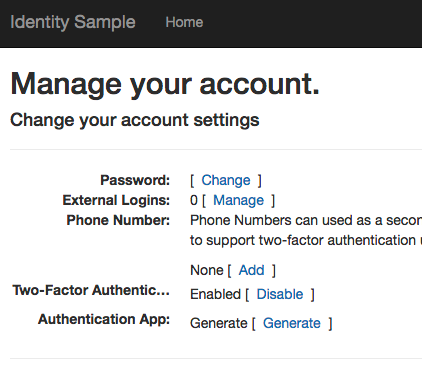 Identity Sample Home
Manage your account.
Change your account settings
Password: [ Change ]
External Logins: 0 [ Manage ]
Phone Number: Phone Numbers can used as a secon
to support two-factor authentication
None [ Add ]
Two-Factor Authentic... Enabled [ Disable ]
Authentication App: Generate [ Generate ]